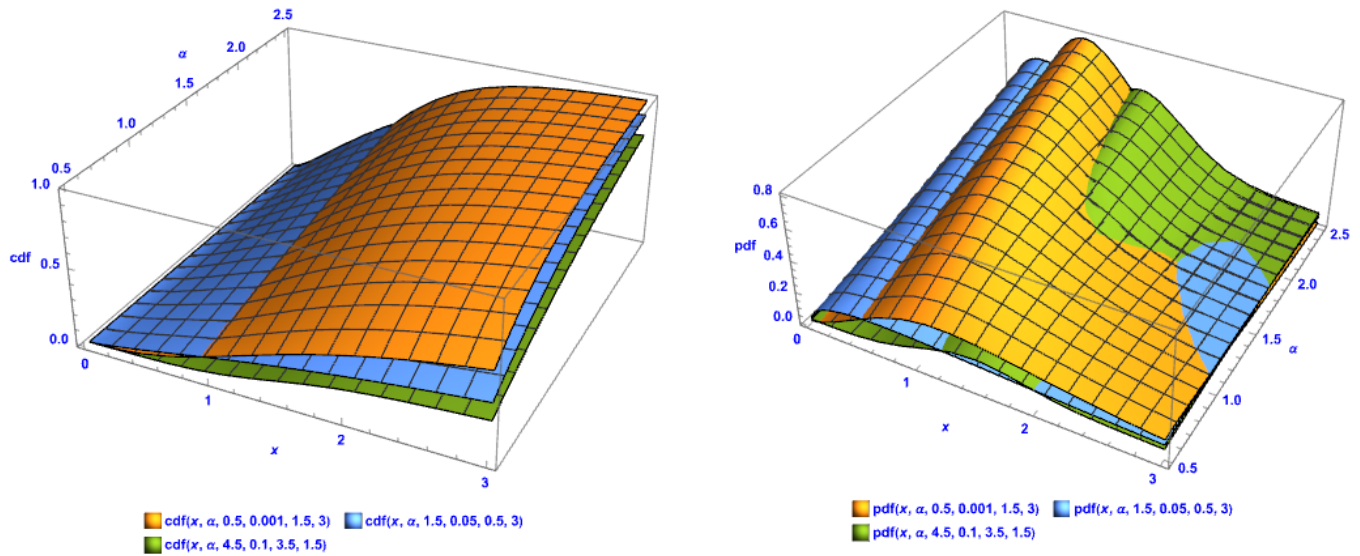 2.5
2.0
α
1.5
1.0
0.5
1.0
cdf
0.5
0.0
0
1
2
3
x
cdf(x, α, 0.5, 0.001, 1.5, 3)
cdf(x, α, 1.5, 0.05, 0.5, 3)
cdf(x, α, 4.5, 0.1, 3.5, 1.5)
0.8
0.6
pdf
0.4
0.2
0.0
0
1
2
3
x
2.5
2.0
1.5
α
1.0
0.5
pdf(x, α, 0.5, 0.001, 1.5, 3)
pdf(x, α, 1.5, 0.05, 0.5, 3)
pdf(x, α, 4.5, 0.1, 3.5, 1.5)